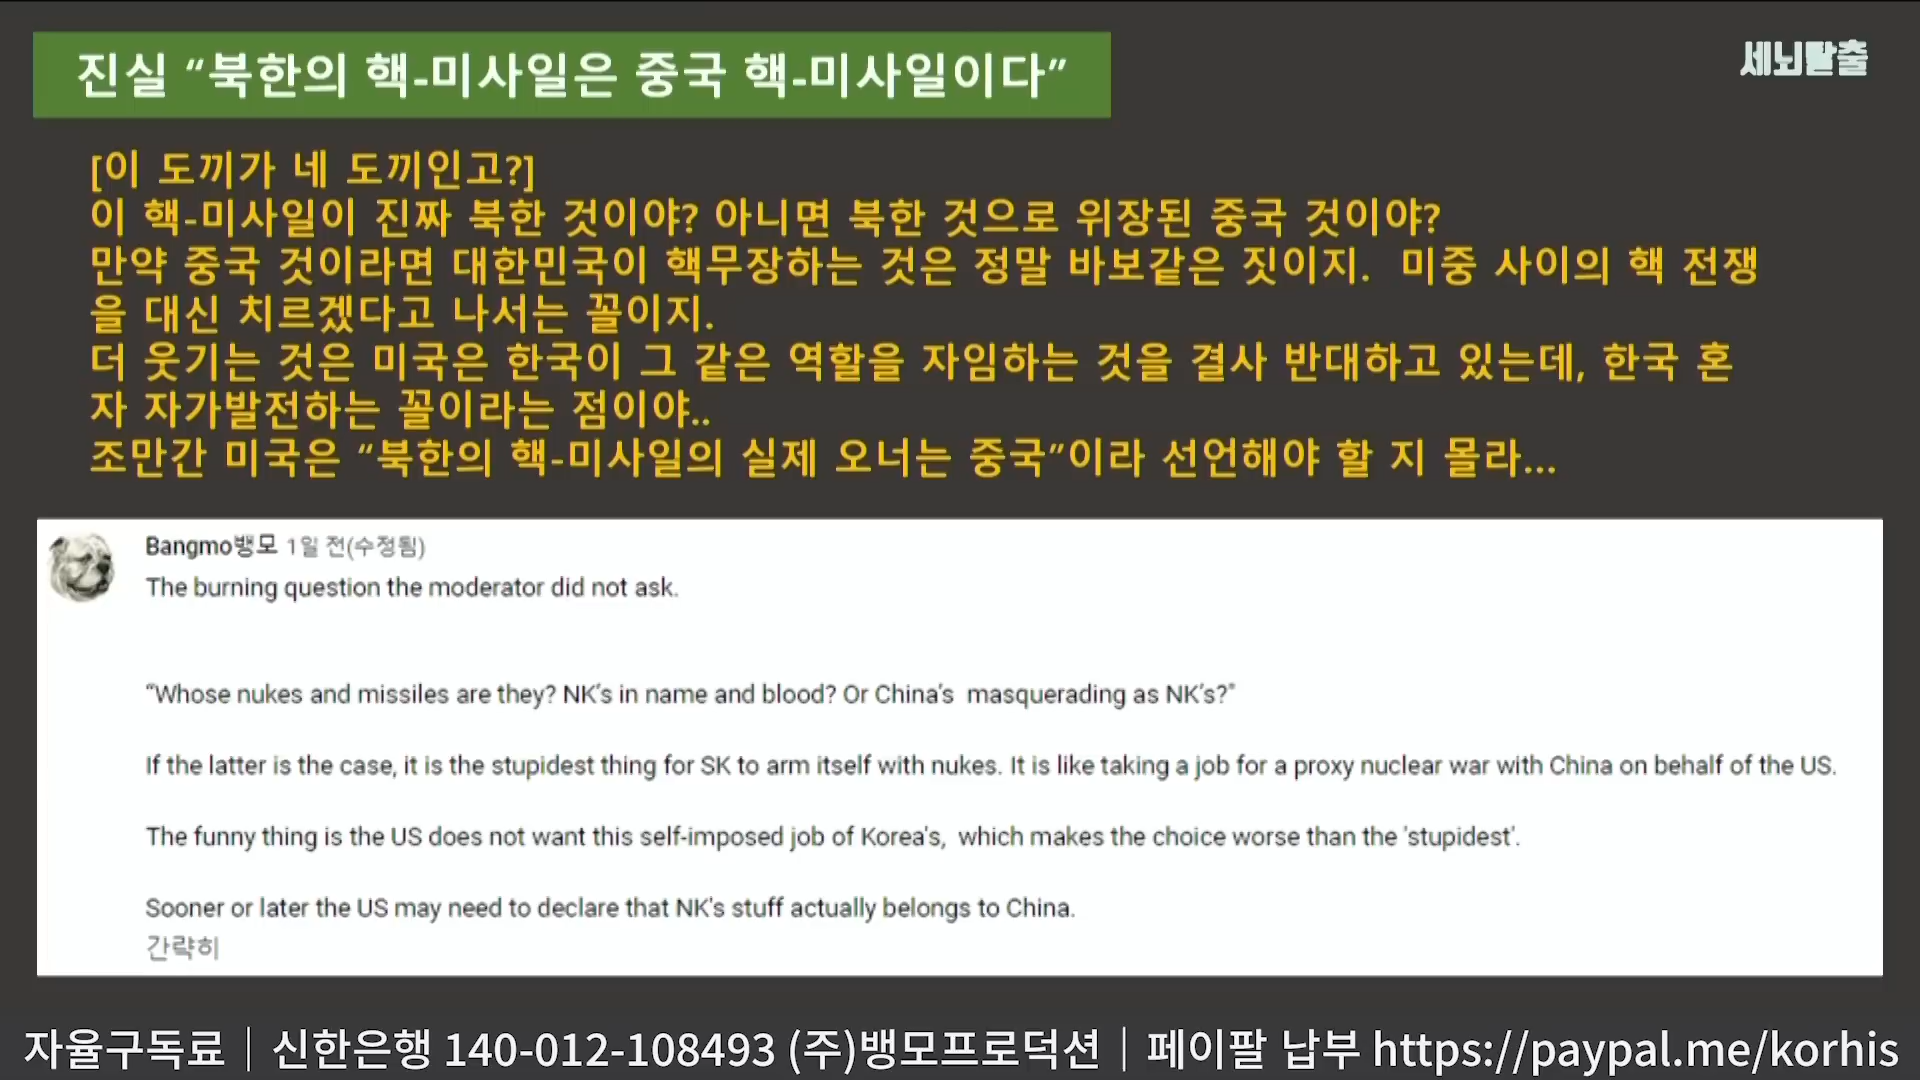 진실 “북한의 핵-미사일은 중국 핵-미사일이다”
세뇌탈출
[이 도끼가 네 도끼인고?]
이 핵-미사일이 진짜 북한 것이야? 아니면 북한 것으로 위장된 중국 것이야?
만약 중국 것이라면 대한민국이 핵무장하는 것은 정말 바보같은 짓이지. 미중 사이의 핵 전쟁
을 대신 치르겠다고 나서는 꼴이지.
더 웃기는 것은 미국은 한국이 그 같은 역할을 자임하는 것을 결사 반대하고 있는데, 한국 혼
자 자가발전하는 꼴이라는 점이야..
조만간 미국은 “북한의 핵-미사일의 실제 오너는 중국”이라 선언해야 할 지 몰라...
Bangmo뱅모 1일 전(수정됨)
The burning question the moderator did not ask.
“Whose nukes and missiles are they? NK's in name and blood? Or China's masquerading as NK's?"
If the latter is the case, it is the stupidest thing for SK to arm itself with nukes. It is like taking a job for a proxy nuclear war with China on behalf of the US.
The funny thing is the US does not want this self-imposed job of Korea's, which makes the choice worse than the 'stupidest'.
Sooner or later the US may need to declare that NK's stuff actually belongs to China.
간략히
자율구독료 | 신한은행 140-012-108493 (주)뱅모프로덕션 | 페이팔 납부 https://paypal.me/korhis